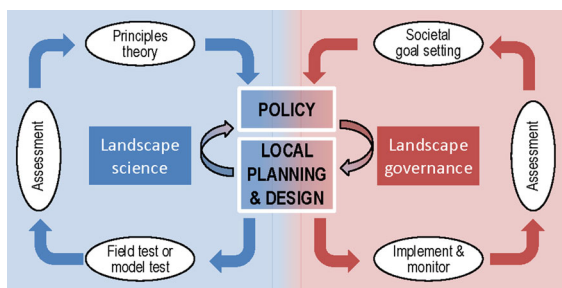 Principles
theory
Societal
goal setting
POLICY
Assessment
Landscape
science
LOCAL
PLANNING
& DESIGN
Landscape
governance
Assessment
Field test or
model test
Implement &
monitor